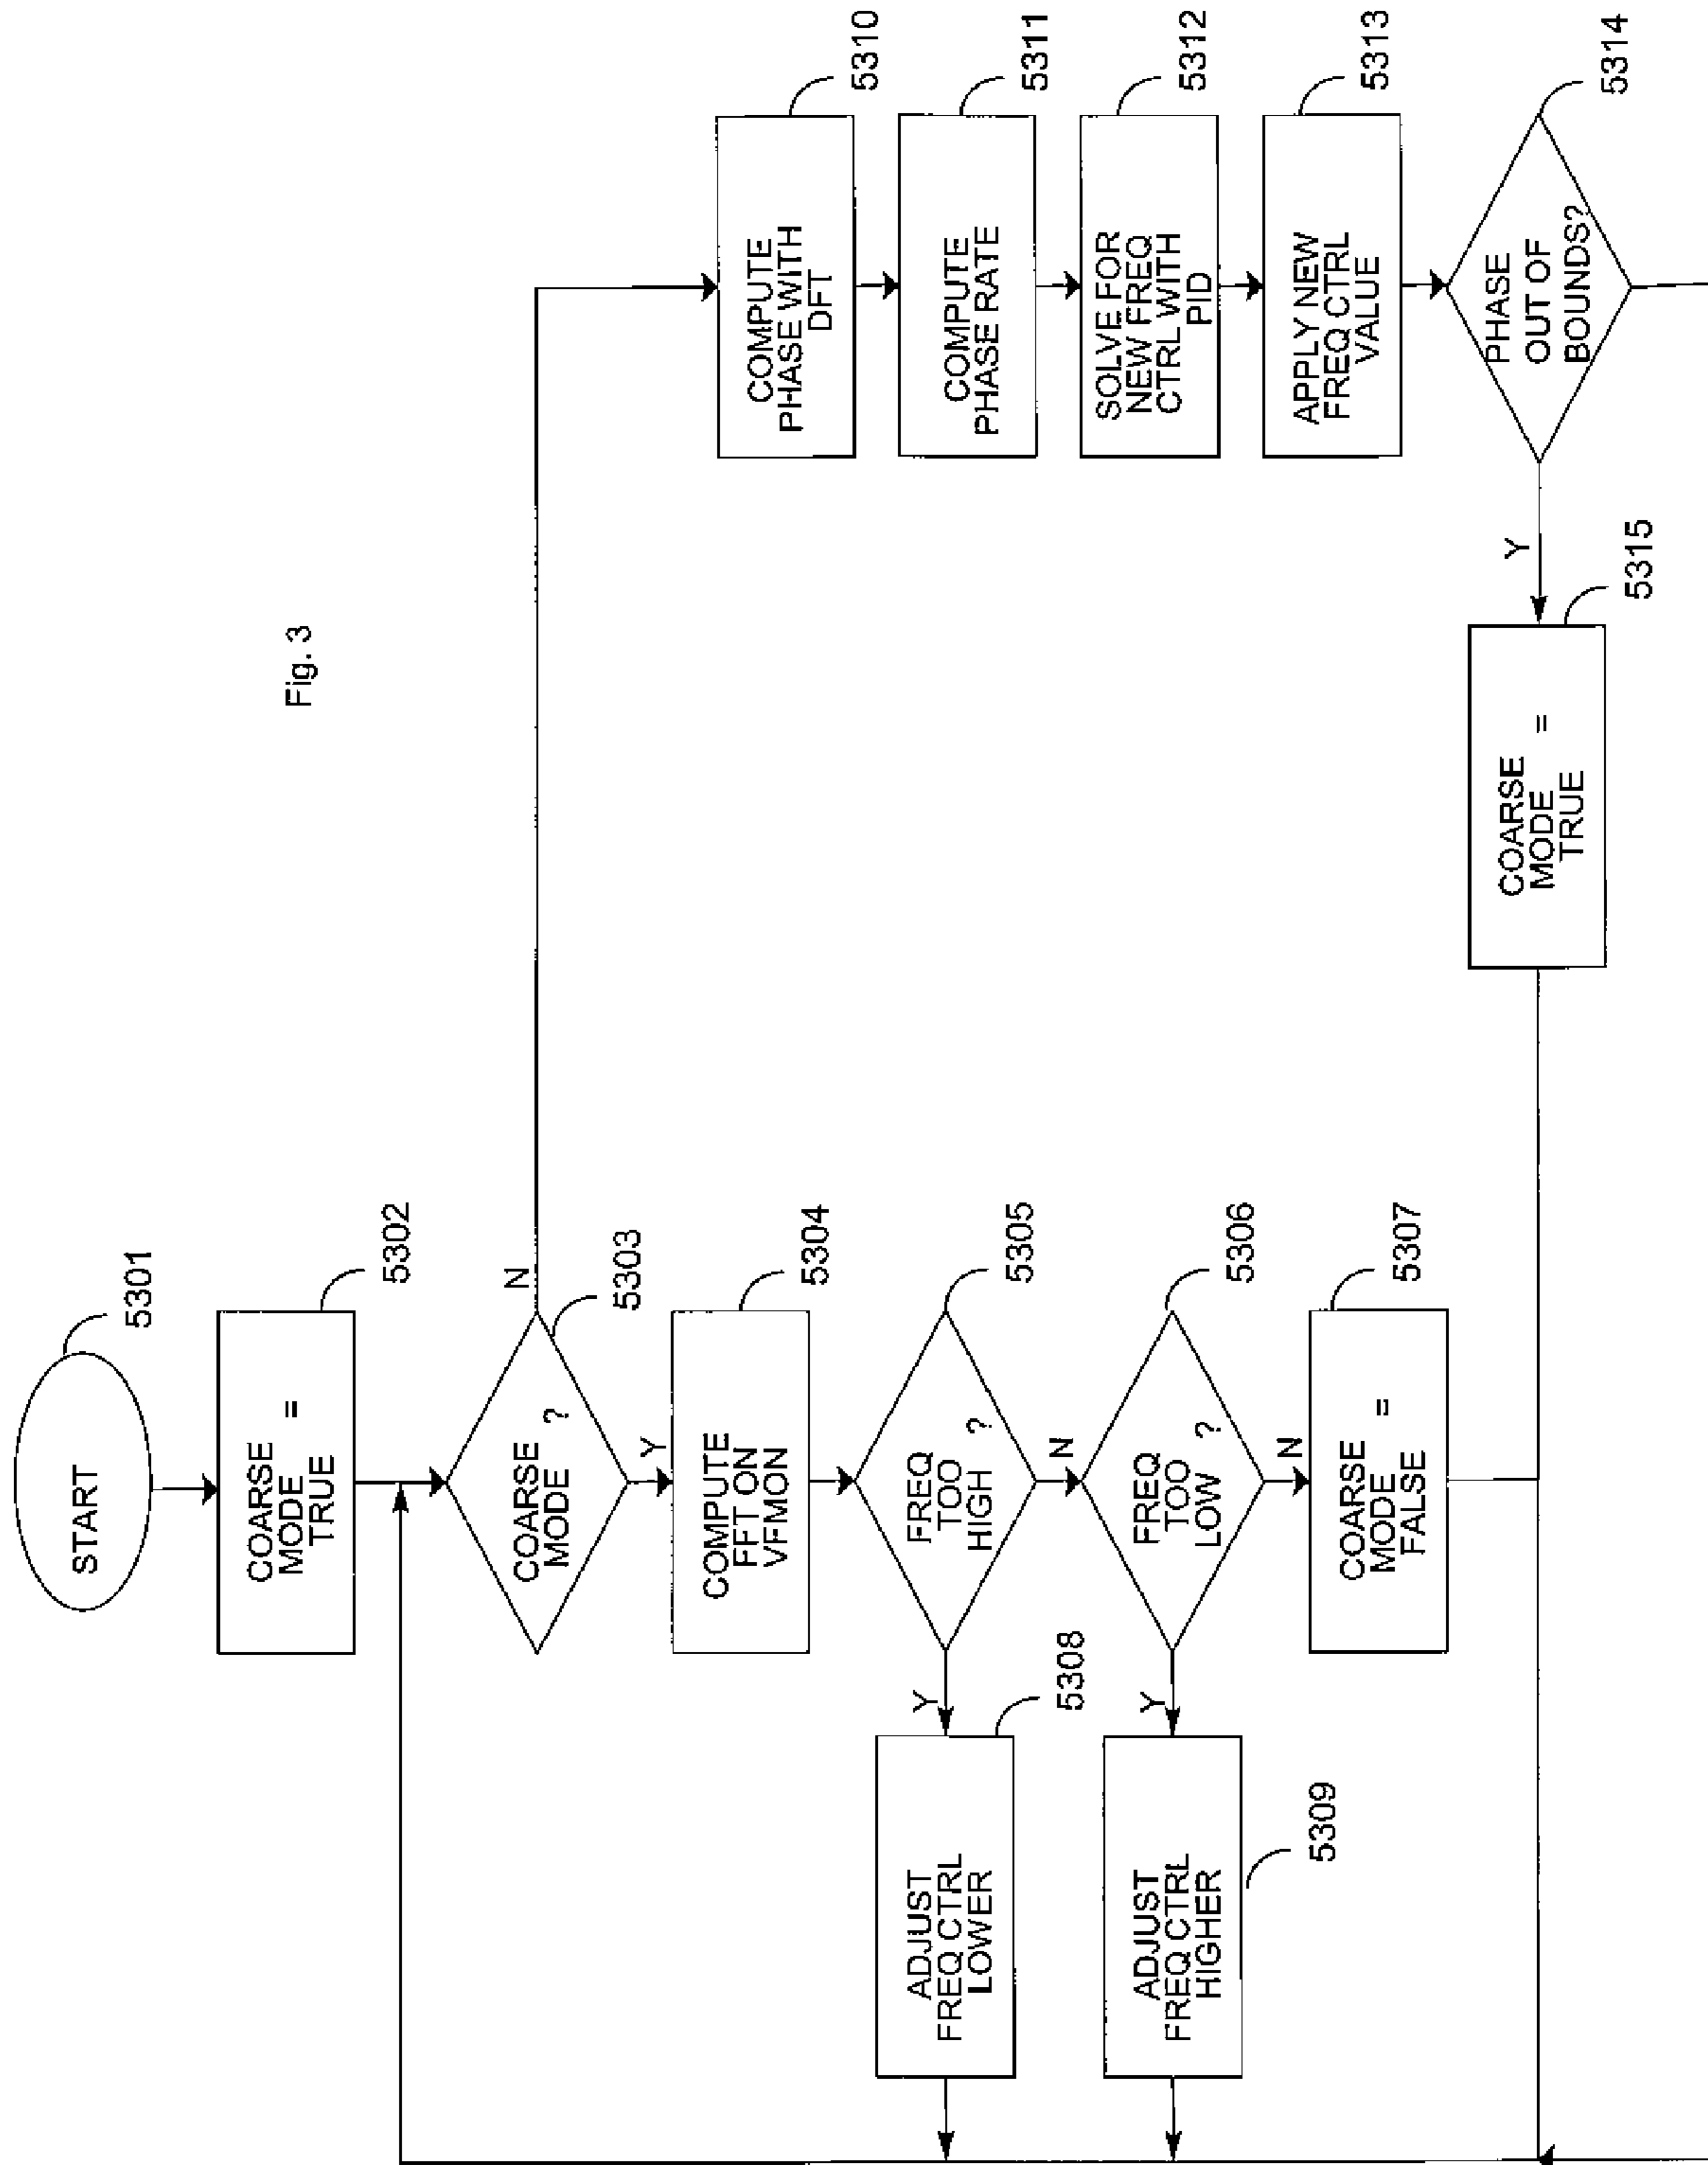 Fig. 3
START
5301
COARSE
MODE =
TRUE
5302
COARSE
MODE ?
5303
N
Y
COMPUTE
FFT ON
VFMON
5304
FREQ
TOO
HIGH ?
5305
Y
N
ADJUST
FREQ CTRL
LOWER
5308
FREQ
TOO
LOW ?
5306
Y
N
ADJUST
FREQ CTRL
HIGHER
5309
COARSE
MODE =
FALSE
5307
COMPUTE
PHASE WITH
DFT
5310
COMPUTE
PHASE RATE
5311
SOLVE FOR
NEW FREQ
CTRL WITH
PID
5312
APPLY NEW
FREQ CTRL
VALUE
5313
PHASE
OUT OF
BOUNDS?
5314
Y
COARSE
MODE =
TRUE
5315